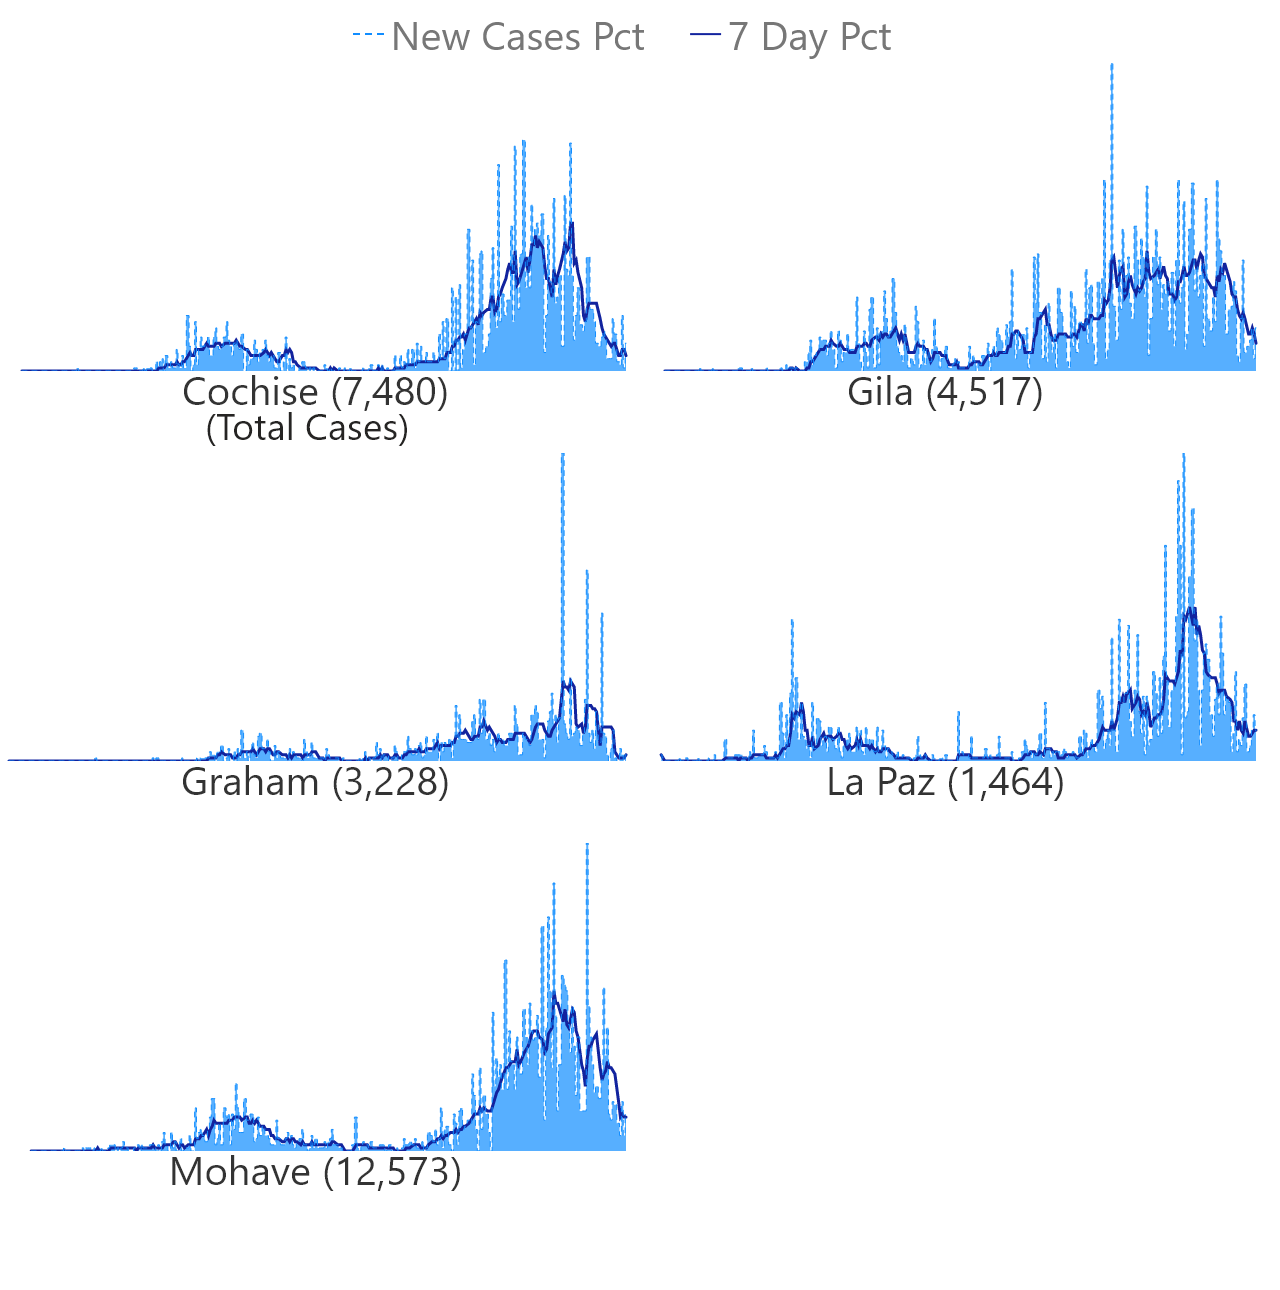 New Cases Pct 7 Day Pct
Cochise (7,480) Gila (4,517)
(Total Cases)
Graham (3,228) La Paz (1,464)
Mohave (12,573)